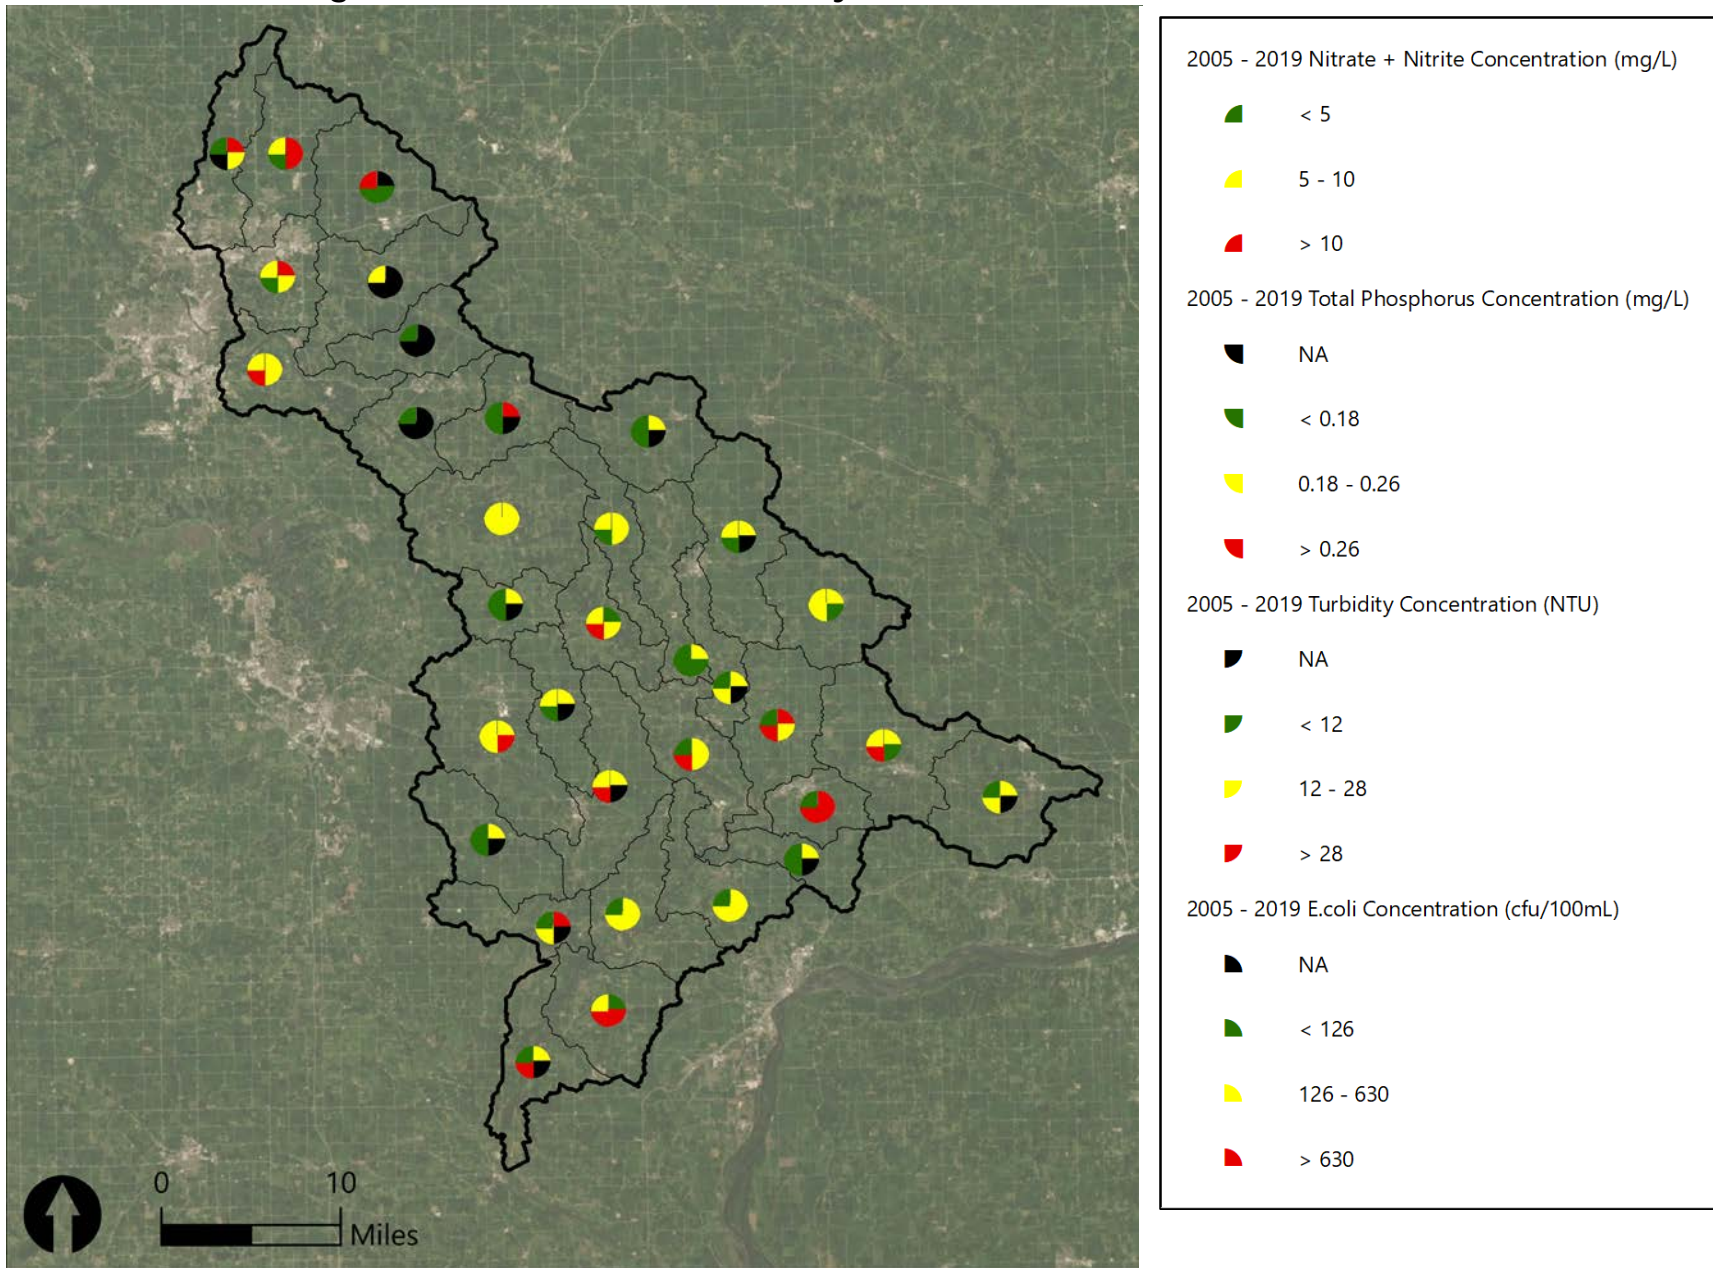 2005 - 2019 Nitrate + Nitrite Concentration (mg/L)
< 5
5 - 10
> 10
2005 - 2019 Total Phosphorus Concentration (mg/L)
NA
< 0.18
0.18 - 0.26
> 0.26
2005 - 2019 Turbidity Concentration (NTU)
NA
< 12
12 - 28
> 28
2005 - 2019 E.coli Concentration (cfu/100mL)
NA
< 126
126 - 630
> 630
0 10
Miles